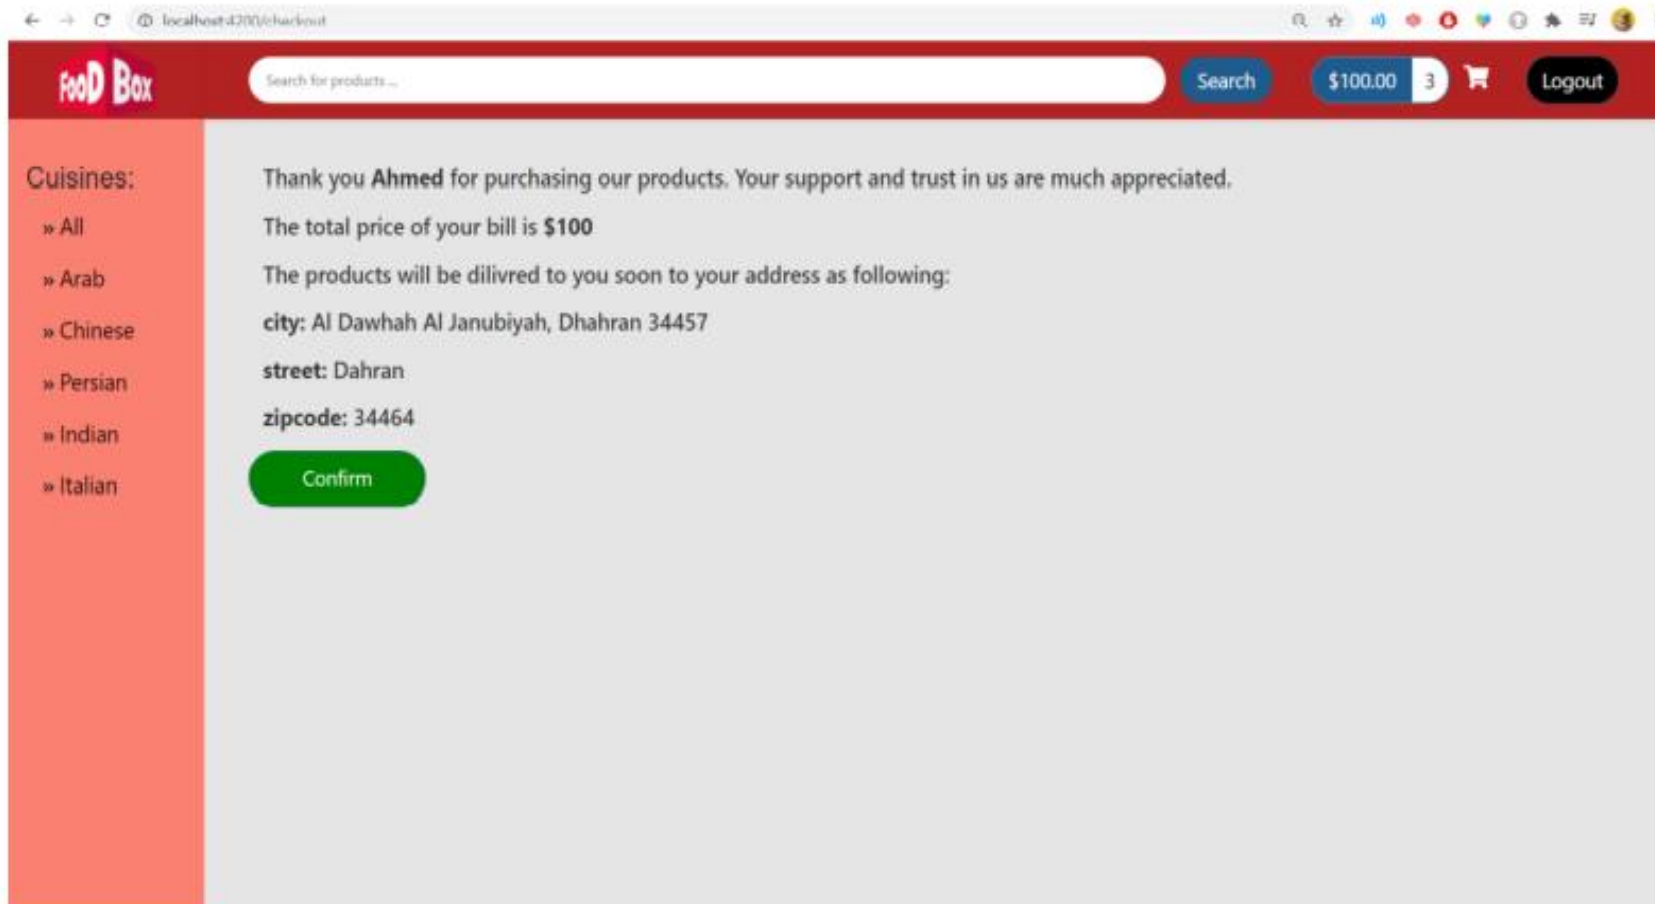 localhost:4200/checkout
FooD Box
Search for products ...
Search
$100.00 3
Logout
Cuisines:
» All
» Arab
» Chinese
» Persian
» Indian
» Italian
Thank you Ahmed for purchasing our products. Your support and trust in us are much appreciated.
The total price of your bill is $100
The products will be dilivred to you soon to your address as following:
city: Al Dawhah Al Janubiyah, Dhahran 34457
street: Dahran
zipcode: 34464
Confirm